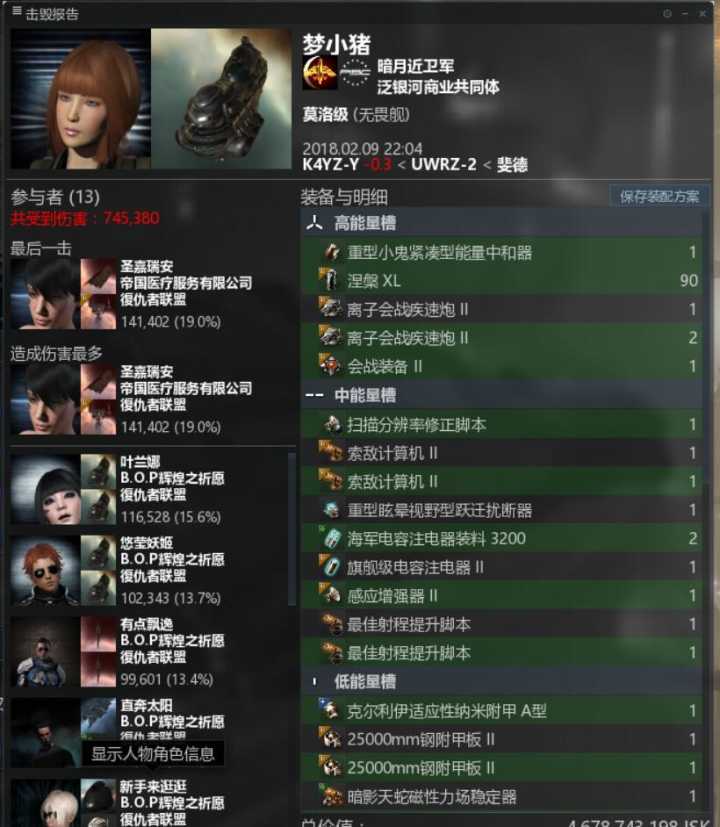 击毁报告
梦小猪
暗月近卫军
泛银河商业共同体
莫洛级 (无畏舰)
2018.02.09 22:04
K4YZ-Y -0.3 < UWRZ-2 < 斐德
参与者 (13)
共受到伤害：745,380
最后一击
圣嘉瑞安
帝国医疗服务有限公司
復仇者联盟
141,402 (19.0%)
造成伤害最多
圣嘉瑞安
帝国医疗服务有限公司
復仇者联盟
141,402 (19.0%)
叶兰娜
B.O.P辉煌之祈愿
復仇者联盟
116,528 (15.6%)
悠莹妖姬
B.O.P辉煌之祈愿
復仇者联盟
102,343 (13.7%)
有点飘逸
B.O.P辉煌之祈愿
復仇者联盟
99,601 (13.4%)
直奔太阳
B.O.P辉煌之祈愿
復仇者联盟
显示人物角色信息
新手来逛逛
B.O.P辉煌之祈愿
復仇者联盟
装备与明细
保存装配方案
高能量槽
重型小鬼紧凑型能量中和器 1
涅槃 XL 90
离子会战疾速炮 II 1
离子会战疾速炮 II 2
会战装备 II 1
中能量槽
扫描分辨率修正脚本 1
索敌计算机 II 1
索敌计算机 II 1
重型眩晕视野型跃迁扰断器 1
海军电容注电器装料 3200 2
旗舰级电容注电器 II 1
感应增强器 II 1
最佳射程提升脚本 1
最佳射程提升脚本 1
低能量槽
克尔利伊适应性纳米附甲 A型 1
25000mm钢附甲板 II 1
25000mm钢附甲板 II 1
暗影天蛇磁性力场稳定器 1
总价值： 4,678,743,198 ISK